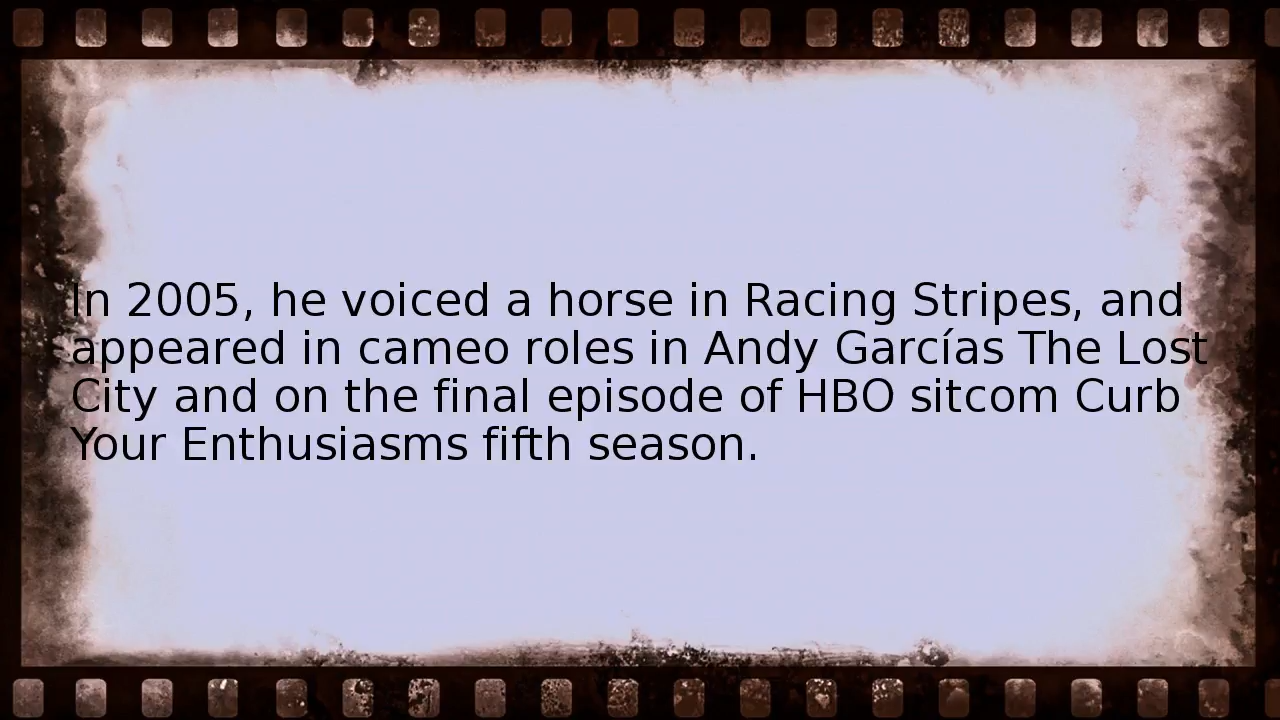 In 2005, he voiced a horse in Racing Stripes, and
appeared in cameo roles in Andy Garcías The Lost
City and on the final episode of HBO sitcom Curb
Your Enthusiasms fifth season.